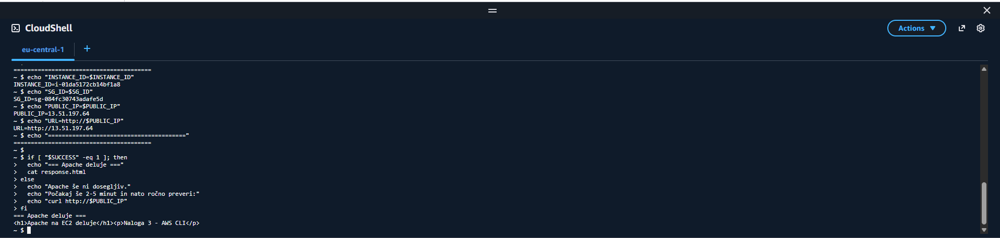 CloudShell
Actions
eu-central-1 +
========================================
~ $ echo "INSTANCE_ID=$INSTANCE_ID"
INSTANCE_ID=i-01da5172cb14bf1a8
~ $ echo "SG_ID=$SG_ID"
SG_ID=sg-084fc30743adafe5d
~ $ echo "PUBLIC_IP=$PUBLIC_IP"
PUBLIC_IP=13.51.197.64
~ $ echo "URL=http://$PUBLIC_IP"
URL=http://13.51.197.64
~ $ echo "========================================"
========================================
~ $
~ $ if [ "$SUCCESS" -eq 1 ]; then
>   echo "=== Apache deluje ==="
>   cat response.html
> else
>   echo "Apache še ni dosegljiv."
>   echo "Počakaj še 2-5 minut in nato ročno preveri:"
>   echo "curl http://$PUBLIC_IP"
> fi
=== Apache deluje ===
<h1>Apache na EC2 deluje</h1><p>Naloga 3 - AWS CLI</p>
~ $